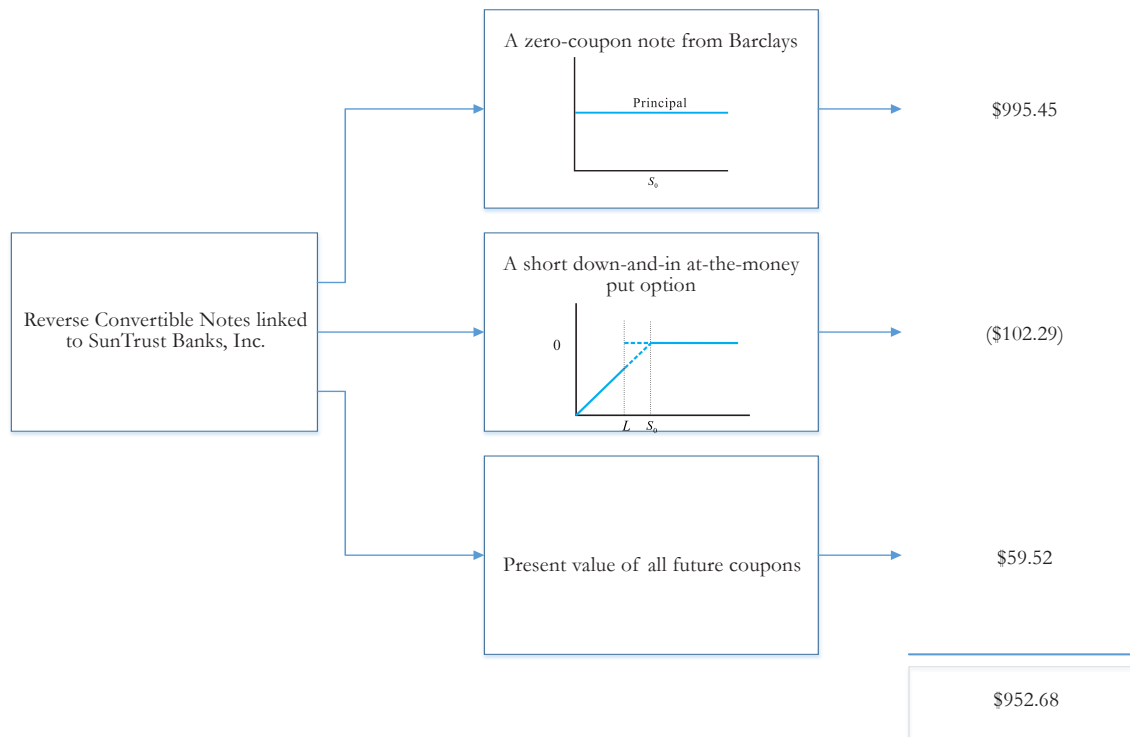 A zero-coupon note from Barclays
Principal
S₀
$995.45
Reverse Convertible Notes linked
to SunTrust Banks, Inc.
A short down-and-in at-the-money
put option
0
L S₀
($102.29)
Present value of all future coupons
$59.52
$952.68